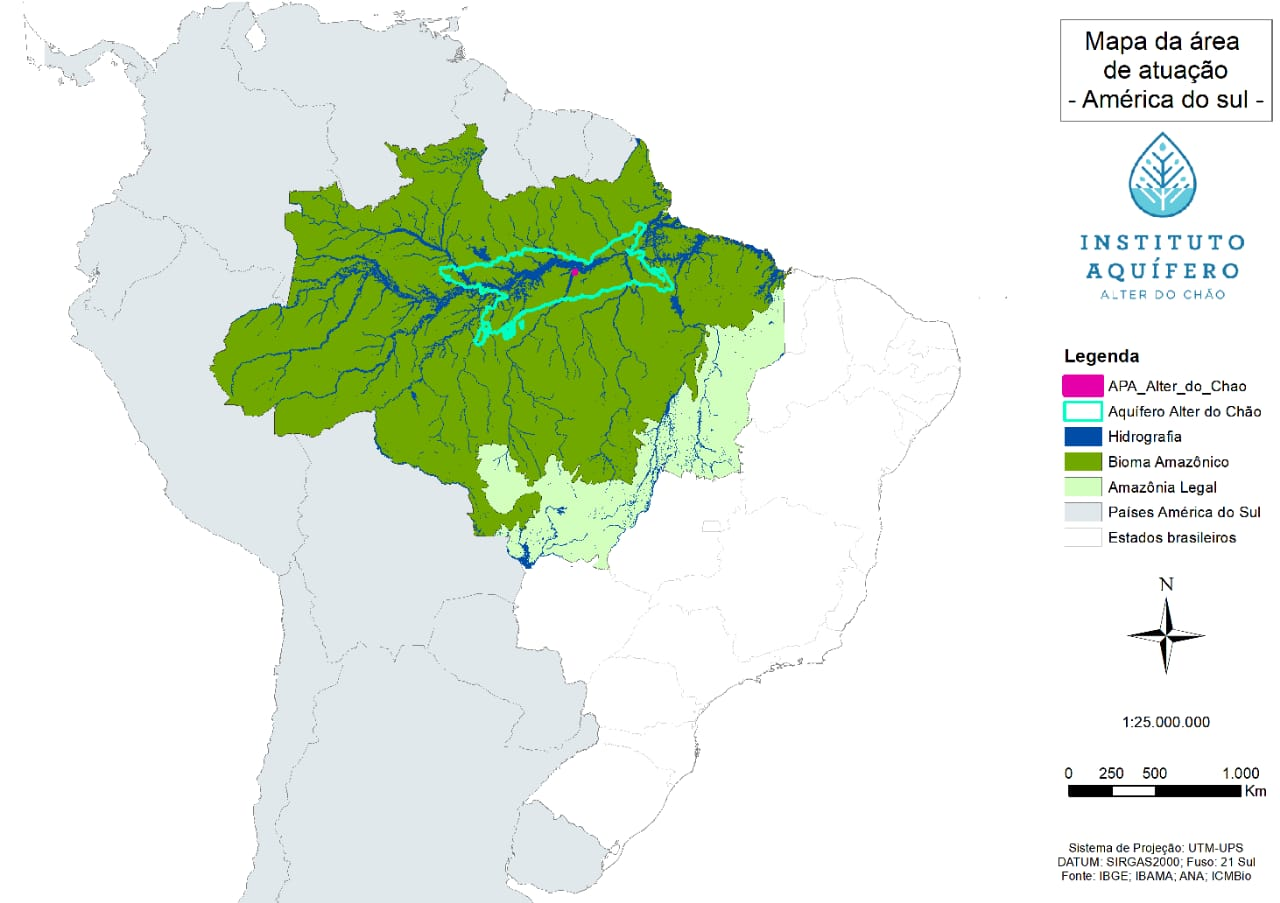 Mapa da área
de atuação
- América do sul -
INSTITUTO
AQUÍFERO
ALTER DO CHÃO
Legenda
APA_Alter_do_Chao
Aquífero Alter do Chão
Hidrografia
Bioma Amazônico
Amazônia Legal
Países América do Sul
Estados brasileiros
N
1:25.000.000
0 250 500 1.000
Km
Sistema de Projeção: UTM-UPS
DATUM: SIRGAS2000; Fuso: 21 Sul
Fonte: IBGE; IBAMA; ANA; ICMBio